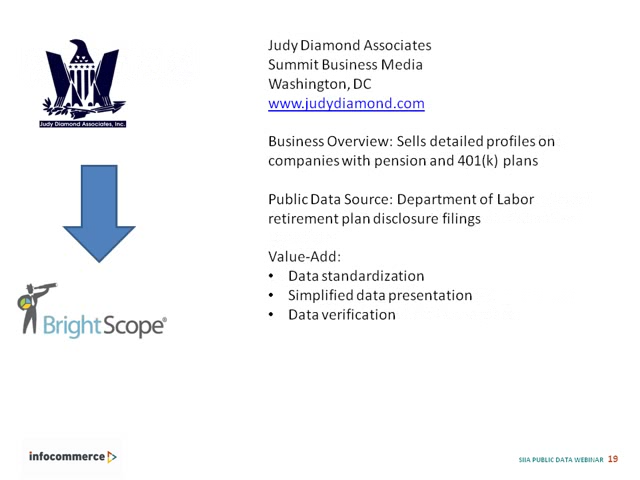 Judy Diamond Associates, Inc.
BrightScope®
Judy Diamond Associates
Summit Business Media
Washington, DC
www.judydiamond.com
Business Overview: Sells detailed profiles on
companies with pension and 401(k) plans
Public Data Source: Department of Labor
retirement plan disclosure filings
Value-Add:
• Data standardization
• Simplified data presentation
• Data verification
infocommerce
SIIA PUBLIC DATA WEBINAR 19